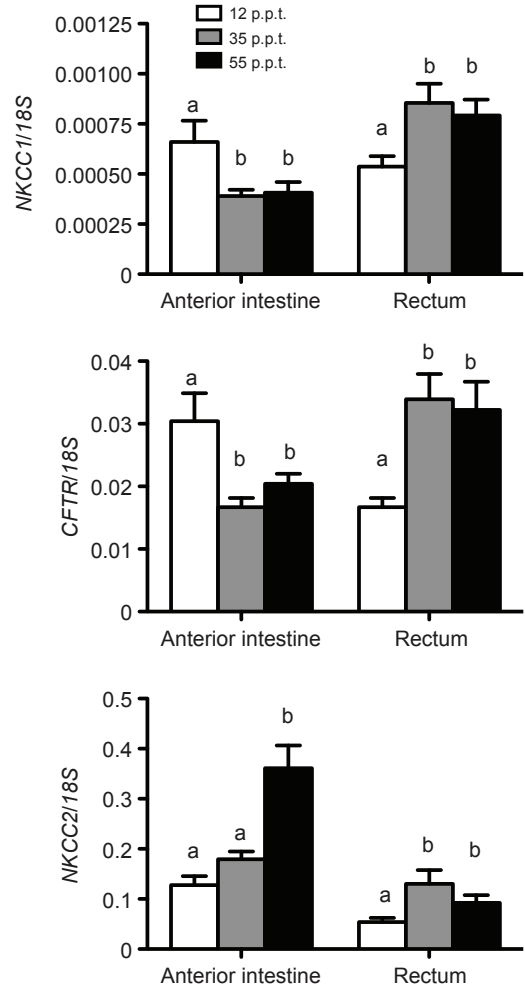 12 p.p.t.
35 p.p.t.
55 p.p.t.
NKCC1/18S
0.00125
0.00100
0.00075
0.00050
0.00025
0
a
b
b
a
b
b
Anterior intestine
Rectum
CFTR/18S
0.04
0.03
0.02
0.01
0
a
b
b
a
b
b
Anterior intestine
Rectum
NKCC2/18S
0.5
0.4
0.3
0.2
0.1
0
a
a
b
a
b
b
Anterior intestine
Rectum